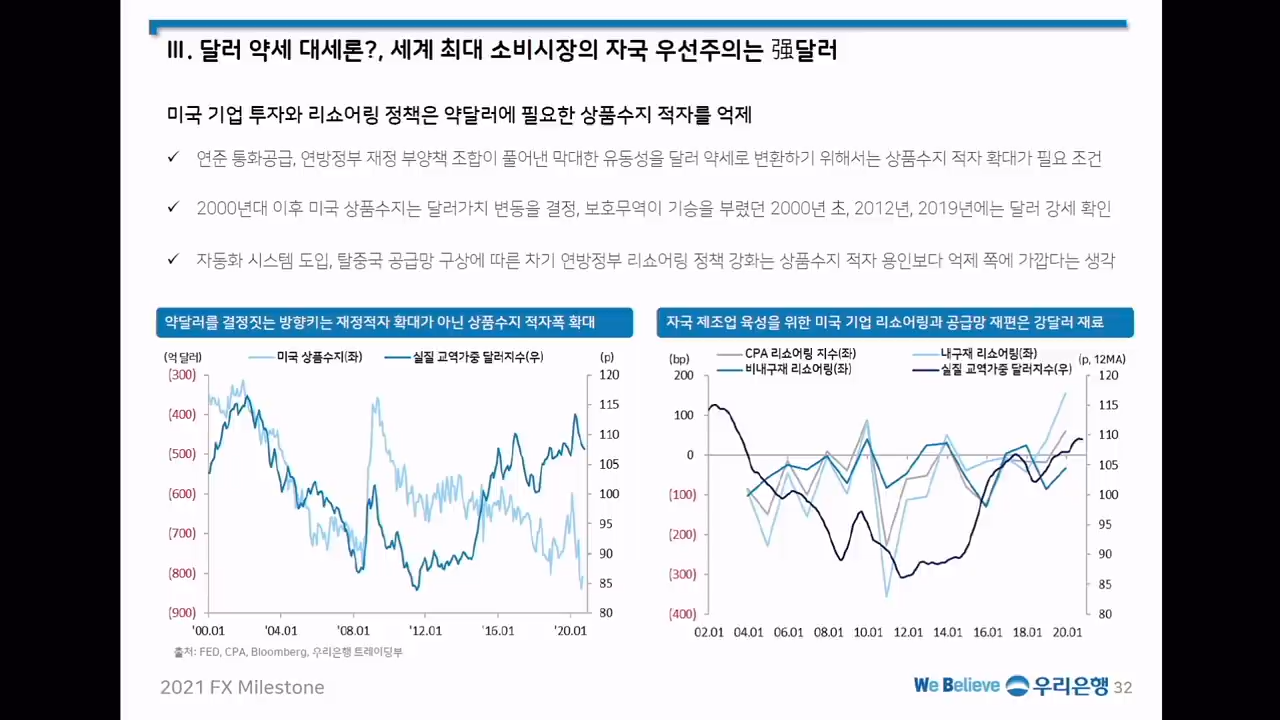 Ⅲ. 달러 약세 대세론?, 세계 최대 소비시장의 자국 우선주의는 强달러
미국 기업 투자와 리쇼어링 정책은 약달러에 필요한 상품수지 적자를 억제
✓ 연준 통화공급, 연방정부 재정 부양책 조합이 풀어낸 막대한 유동성을 달러 약세로 변환하기 위해서는 상품수지 적자 확대가 필요 조건
✓ 2000년대 이후 미국 상품수지는 달러가치 변동을 결정, 보호무역이 기승을 부렸던 2000년 초, 2012년, 2019년에는 달러 강세 확인
✓ 자동화 시스템 도입, 탈중국 공급망 구상에 따른 차기 연방정부 리쇼어링 정책 강화는 상품수지 적자 용인보다 억제 쪽에 가깝다는 생각
약달러를 결정짓는 방향키는 재정적자 확대가 아닌 상품수지 적자폭 확대
(억 달러)
미국 상품수지(좌)
실질 교역가중 달러지수(우)
(p)
(300)
(400)
(500)
(600)
(700)
(800)
(900)
120
115
110
105
100
95
90
85
80
'00.01 '04.01 '08.01 '12.01 '16.01 '20.01
자국 제조업 육성을 위한 미국 기업 리쇼어링과 공급망 재편은 강달러 재료
(bp)
CPA 리쇼어링 지수(좌)
내구재 리쇼어링(좌)
비내구재 리쇼어링(좌)
실질 교역가중 달러지수(우)
(p, 12MA)
200
100
0
(100)
(200)
(300)
(400)
120
115
110
105
100
95
90
85
80
02.01 04.01 06.01 08.01 10.01 12.01 14.01 16.01 18.01 20.01
출처: FED, CPA, Bloomberg, 우리은행 트레이딩부
2021 FX Milestone
We Believe 우리은행 32